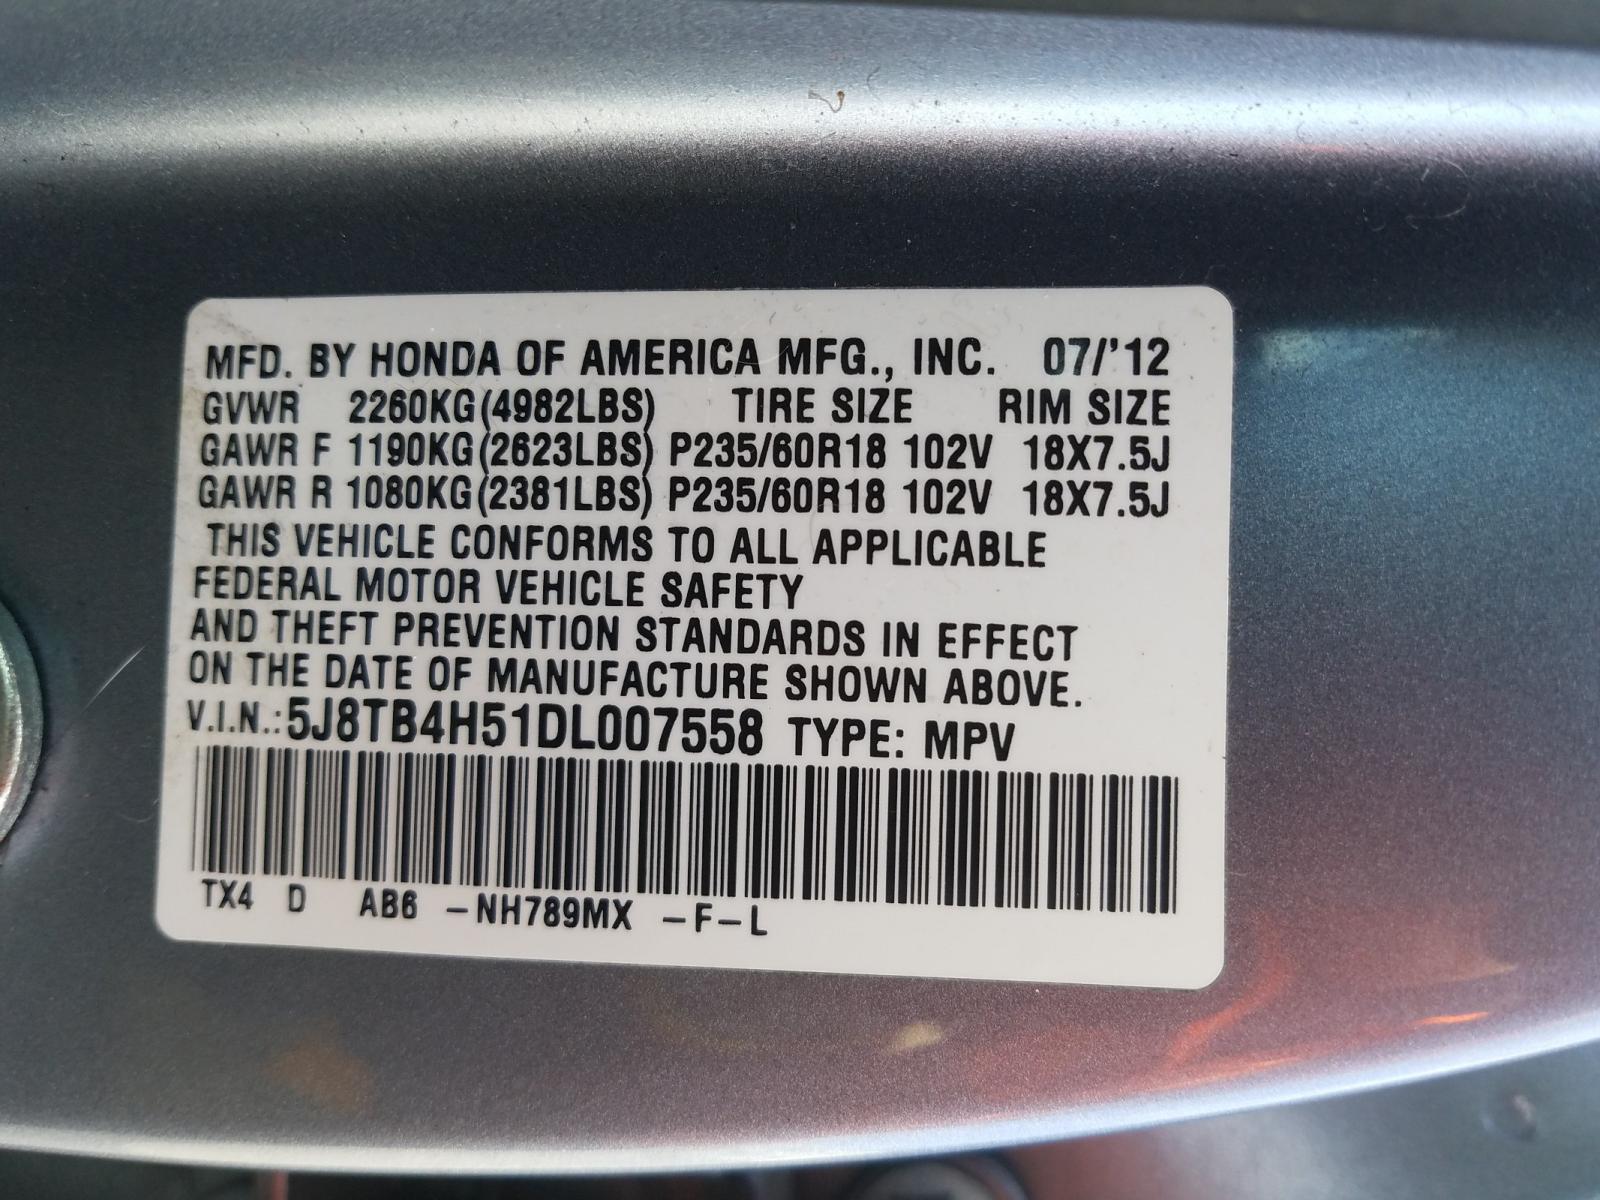 MFD. BY HONDA OF AMERICA MFG., INC. 07/'12
GVWR 2260KG(4982LBS) TIRE SIZE RIM SIZE
GAWR F 1190KG(2623LBS) P235/60R18 102V 18X7.5J
GAWR R 1080KG(2381LBS) P235/60R18 102V 18X7.5J
THIS VEHICLE CONFORMS TO ALL APPLICABLE
FEDERAL MOTOR VEHICLE SAFETY
AND THEFT PREVENTION STANDARDS IN EFFECT
ON THE DATE OF MANUFACTURE SHOWN ABOVE.
V.I.N.:5J8TB4H51DL007558 TYPE: MPV
TX4 D AB6 -NH789MX -F-L